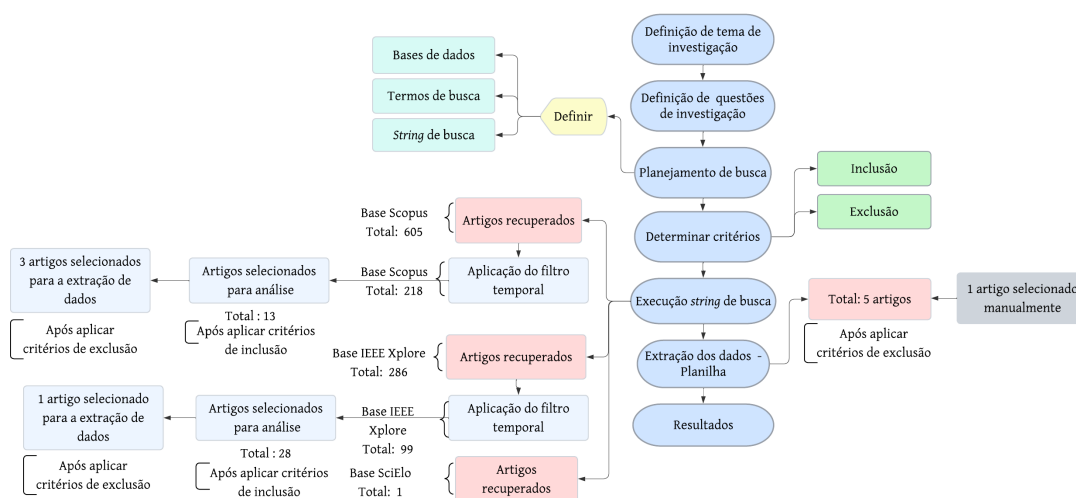 Definição de tema de
investigação
Bases de dados
Termos de busca
String de busca
Definir
Definição de questões
de investigação
Planejamento de busca
Inclusão
Exclusão
Determinar critérios
Base Scopus
Total: 605
Artigos recuperados
3 artigos selecionados
para a extração de
dados
Após aplicar
critérios de exclusão
Artigos selecionados
para análise
Total : 13
Após aplicar critérios
de inclusão
Base Scopus
Total: 218
Aplicação do filtro
temporal
Execução string de busca
Total: 5 artigos
Após aplicar
critérios de exclusão
1 artigo selecionado
manualmente
Base IEEE Xplore
Total: 286
Artigos recuperados
Extração dos dados -
Planilha
1 artigo selecionado
para a extração de
dados
Após aplicar
critérios de exclusão
Artigos selecionados
para análise
Total : 28
Após aplicar critérios
de inclusão
Base IEEE
Xplore
Total: 99
Aplicação do filtro
temporal
Resultados
Base SciElo
Total: 1
Artigos
recuperados